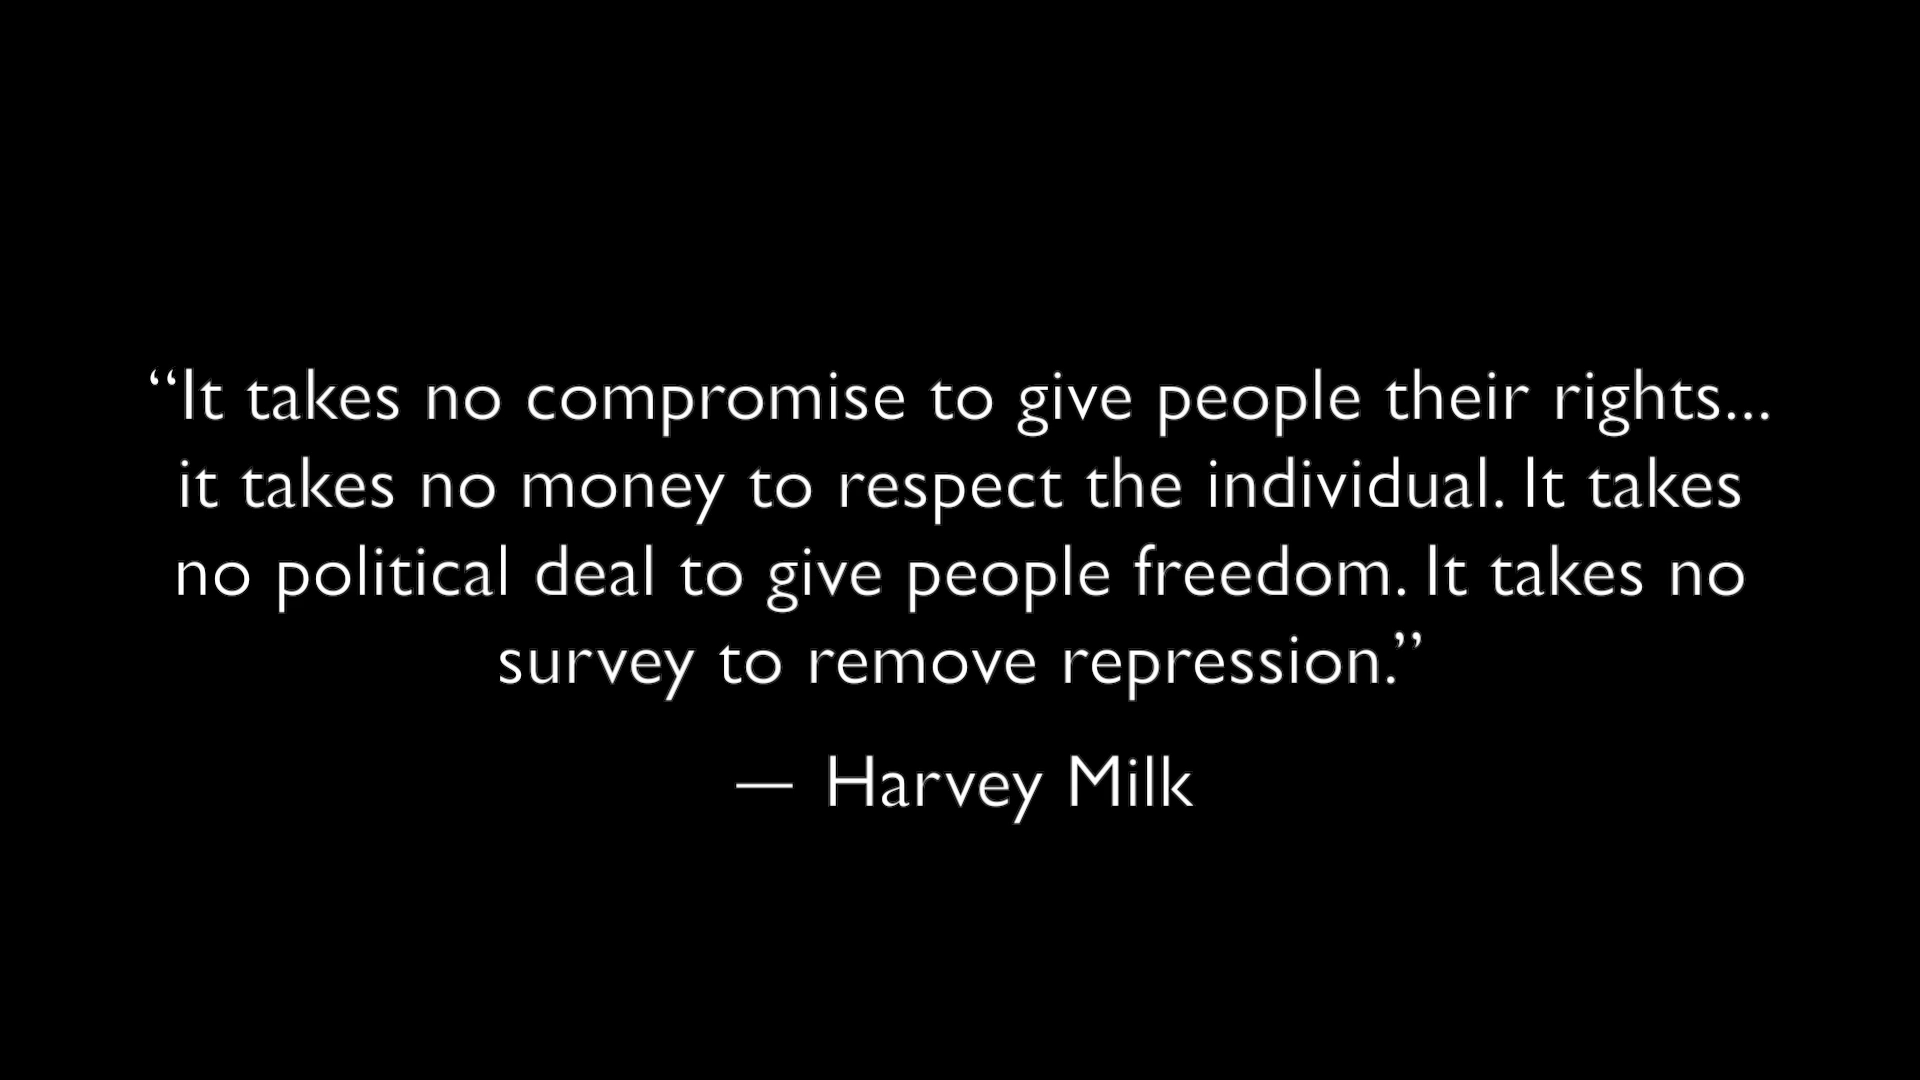 “It takes no compromise to give people their rights...
it takes no money to respect the individual. It takes
no political deal to give people freedom. It takes no
survey to remove repression.”
— Harvey Milk